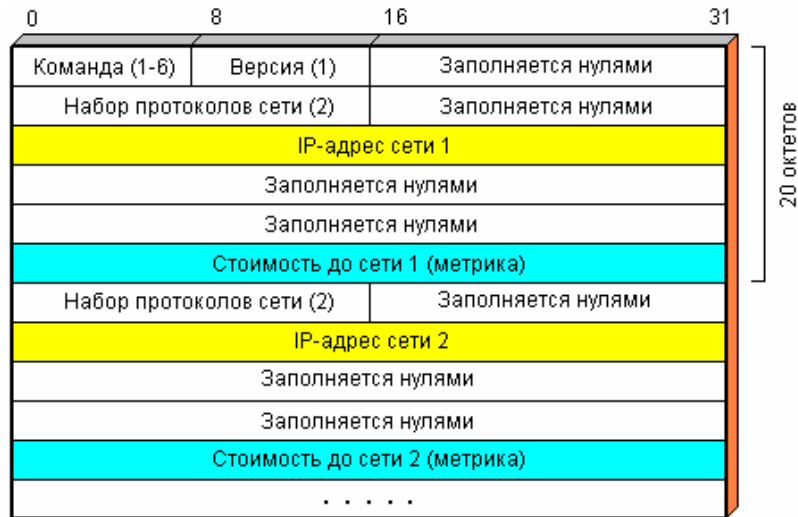 0 8 16 31
Команда (1-6) Версия (1) Заполняется нулями
Набор протоколов сети (2) Заполняется нулями
IP-адрес сети 1
Заполняется нулями
Заполняется нулями
Стоимость до сети 1 (метрика)
20 октетов
Набор протоколов сети (2) Заполняется нулями
IP-адрес сети 2
Заполняется нулями
Заполняется нулями
Стоимость до сети 2 (метрика)
. . . . .